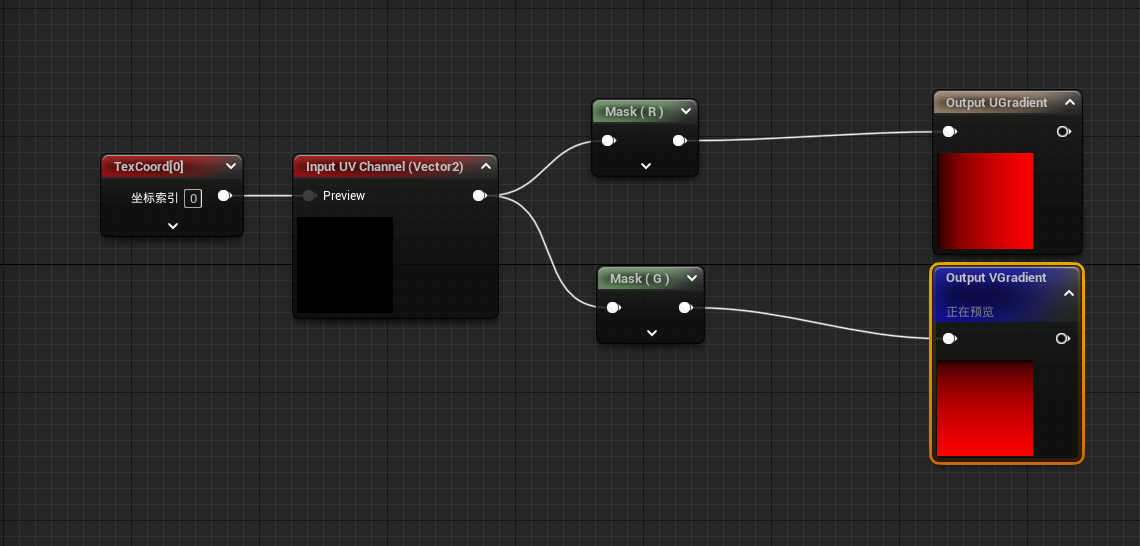 TexCoord[0]
坐标索引 0
Input UV Channel (Vector2)
Preview
Mask ( R )
Mask ( G )
Output UGradient
Output VGradient
正在预览